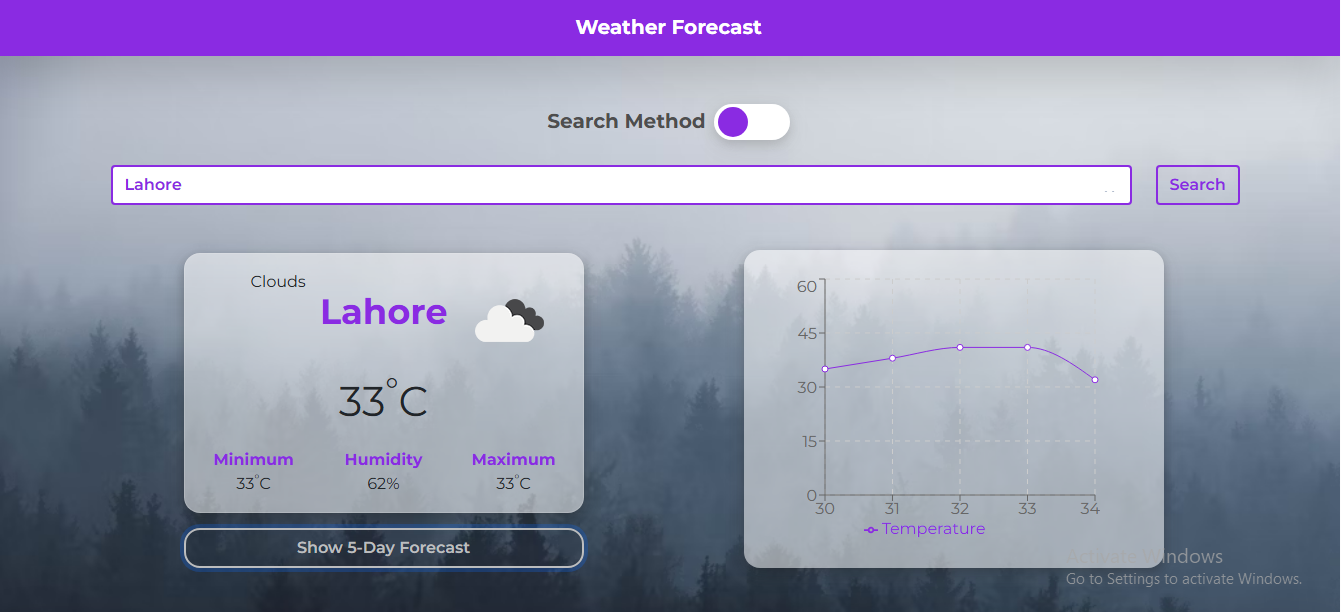 Weather Forecast
Search Method
Lahore
Search
Clouds
Lahore
33°C
Minimum Humidity Maximum
33°C 62% 33°C
Show 5-Day Forecast
60
45
30
15
0
30 31 32 33 34
Temperature
Activate Windows
Go to Settings to activate Windows.